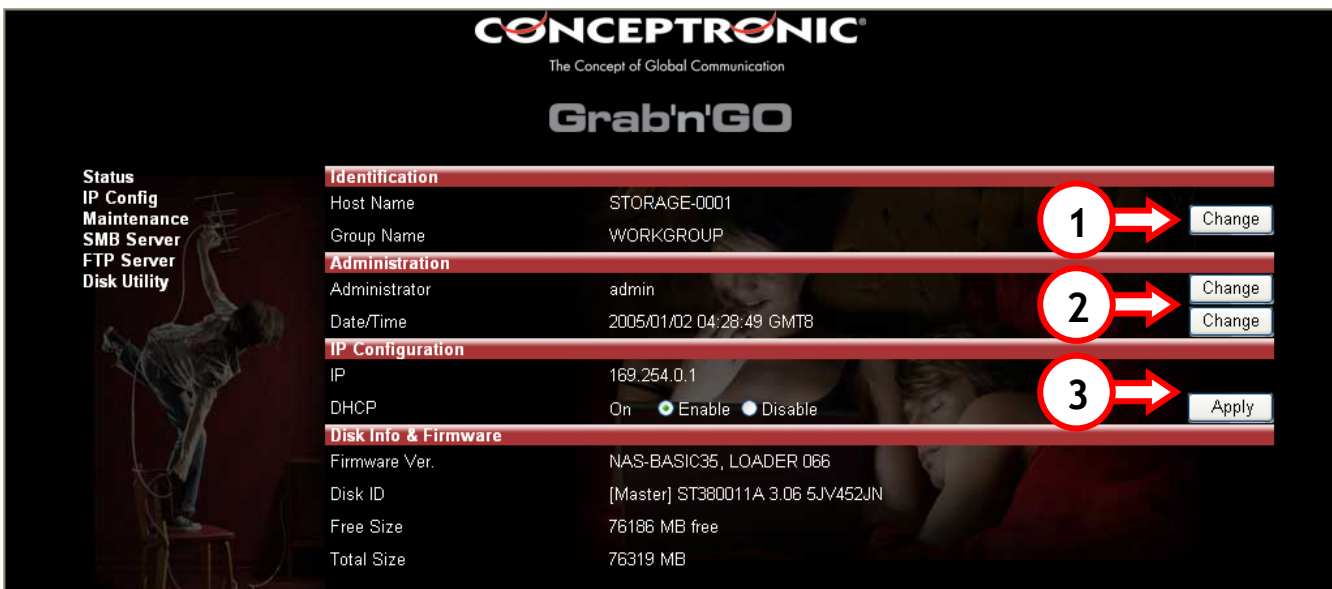 CONCEPTRONIC®
The Concept of Global Communication
Grab'n'GO
Status
IP Config
Maintenance
SMB Server
FTP Server
Disk Utility
Identification
Host Name STORAGE-0001
Group Name WORKGROUP
1 Change
Administration
Administrator admin Change
2
Date/Time 2005/01/02 04:28:49 GMT8 Change
IP Configuration
IP 169.254.0.1
DHCP On Enable Disable
3 Apply
Disk Info & Firmware
Firmware Ver. NAS-BASIC35, LOADER 066
Disk ID [Master] ST380011A 3.06 5JV452JN
Free Size 76186 MB free
Total Size 76319 MB